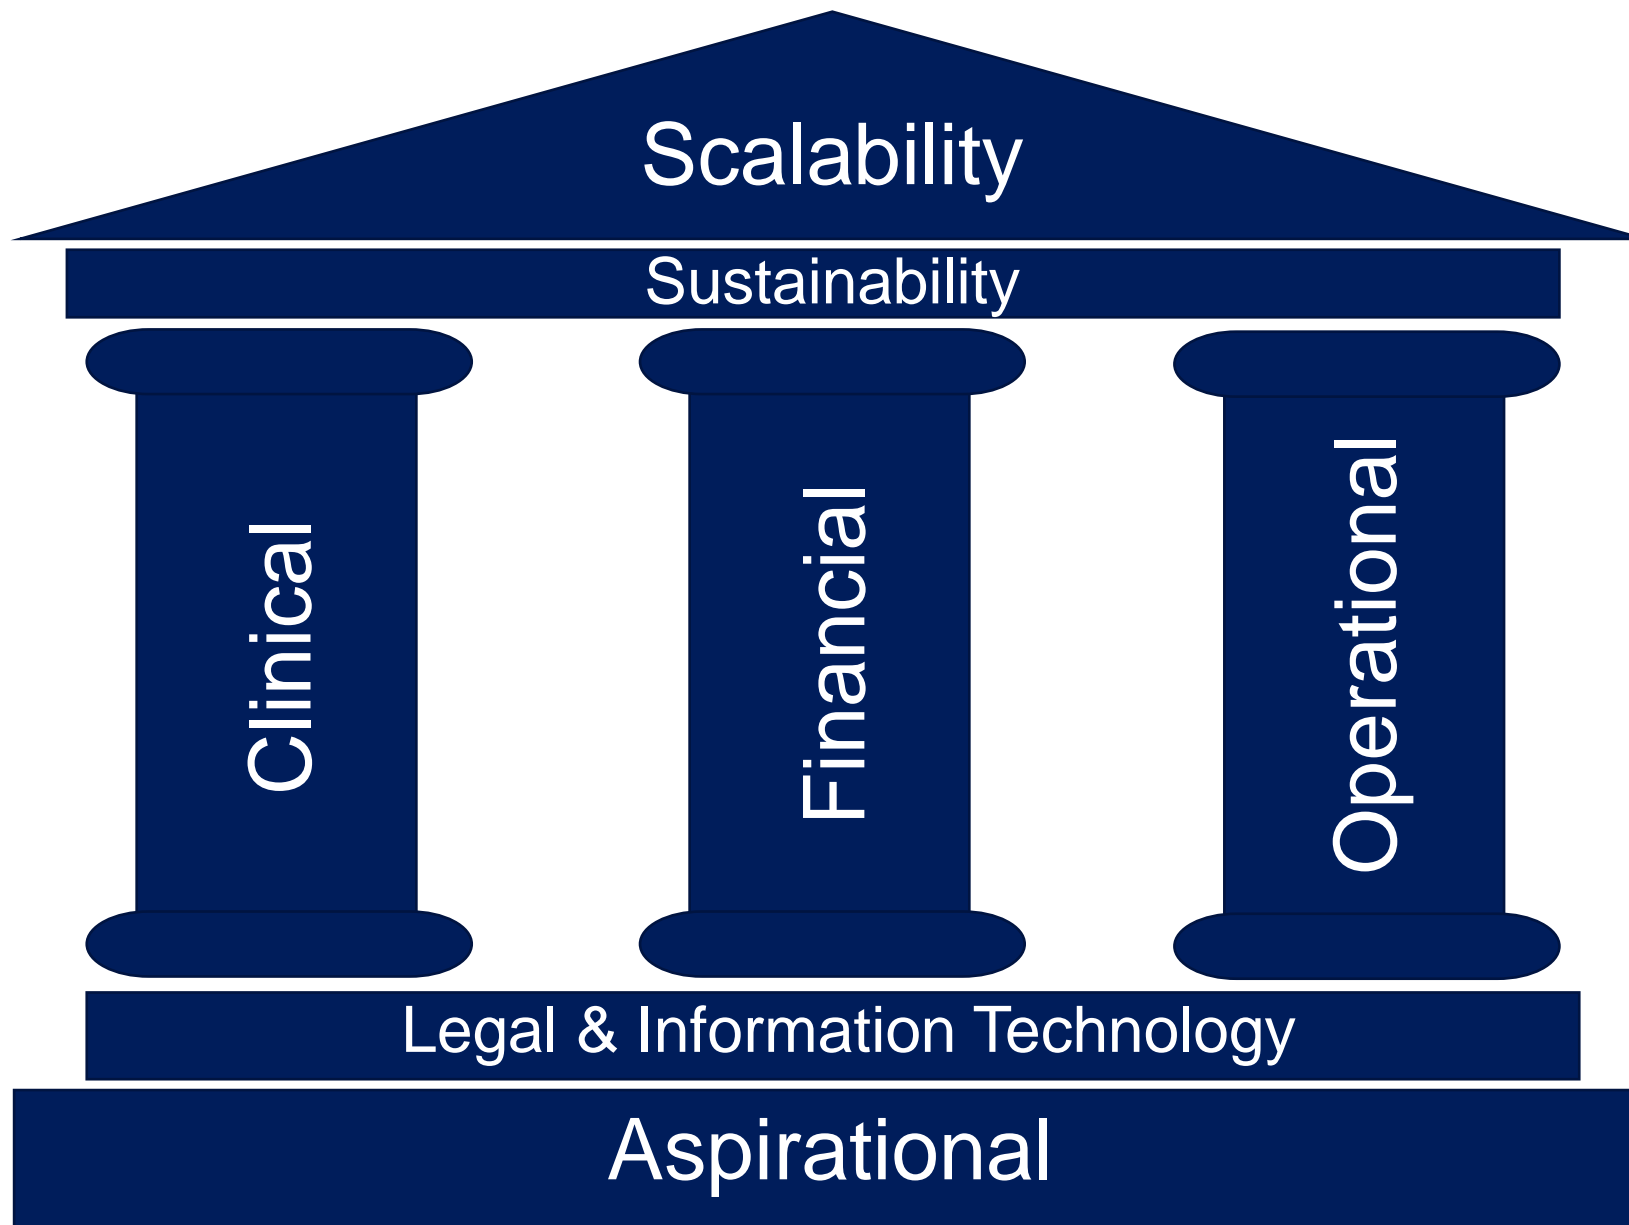 Scalability
Sustainability
Clinical
Financial
Operational
Legal & Information Technology
Aspirational